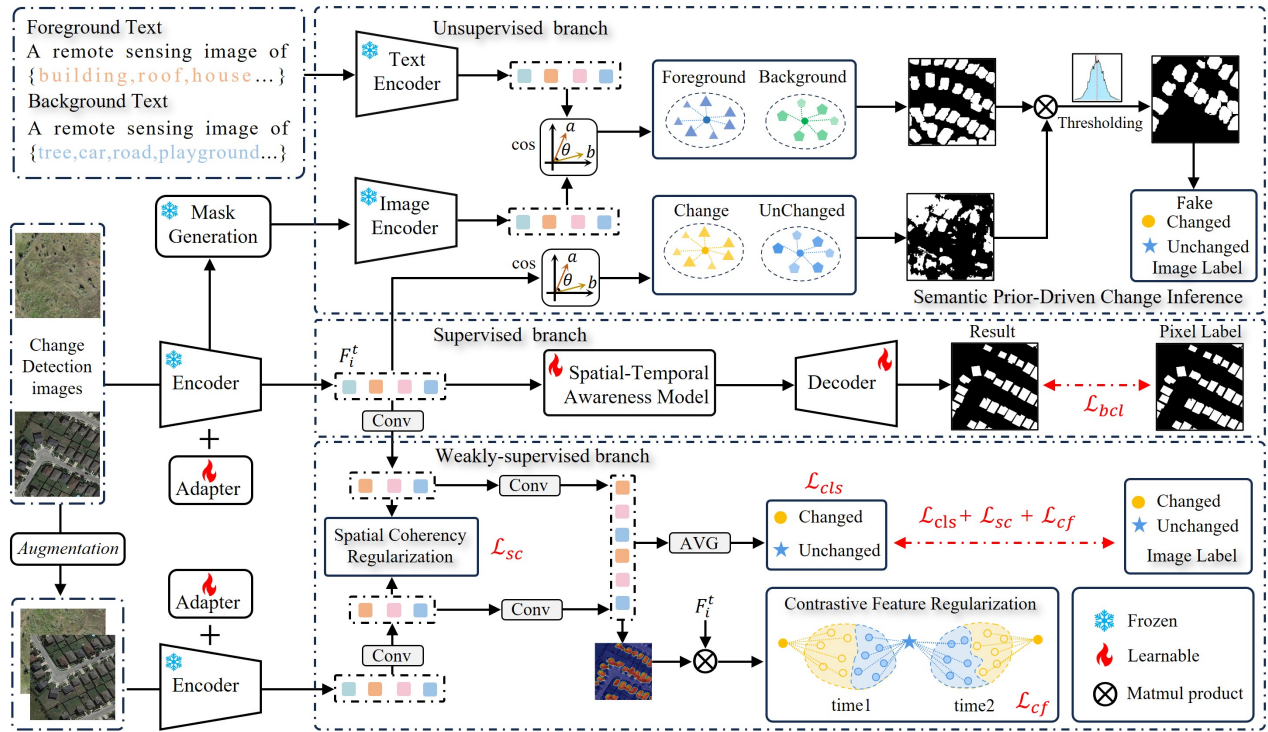 Foreground Text
A remote sensing image of
{building,roof,house...}
Background Text
A remote sensing image of
{tree,car,road,playground...}
Unsupervised branch
Text
Encoder
cos
a
θ
b
Foreground
Background
Thresholding
Mask
Generation
Image
Encoder
cos
a
θ
b
Change
UnChanged
Fake
Changed
Unchanged
Image Label
Semantic Prior-Driven Change Inference
Change
Detection
images
Encoder
+
Adapter
Supervised branch
F_i^t
Conv
Spatial-Temporal
Awareness Model
Decoder
Result
Pixel Label
ℒ_bcl
Augmentation
Adapter
+
Encoder
Weakly-supervised branch
Conv
Spatial Coherency
Regularization
ℒ_sc
Conv
Conv
AVG
ℒ_cls
Changed
Unchanged
ℒ_cls + ℒ_sc + ℒ_cf
Changed
Unchanged
Image Label
F_i^t
Contrastive Feature Regularization
time1
time2
ℒ_cf
Frozen
Learnable
Matmul product